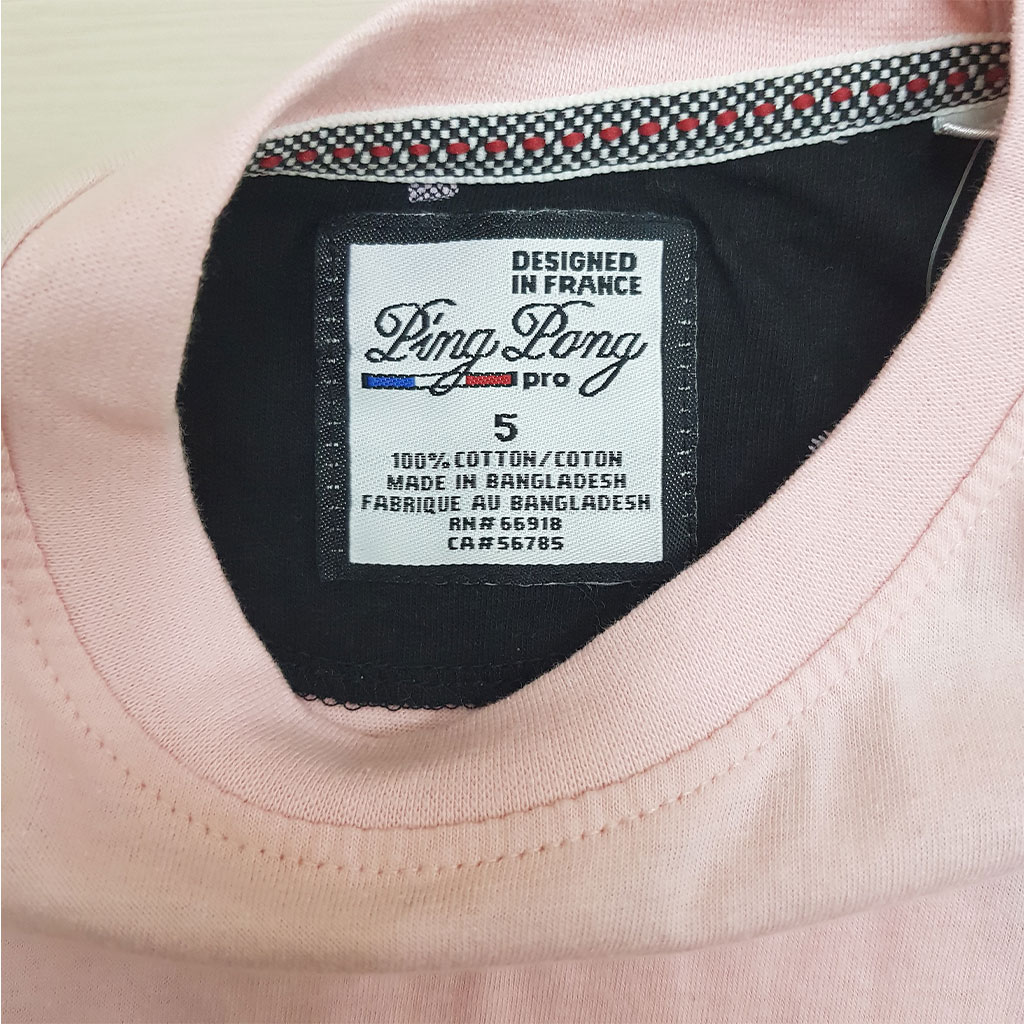 DESIGNED
IN FRANCE
Ping Pong
pro
5
100% COTTON/COTON
MADE IN BANGLADESH
FABRIQUE AU BANGLADESH
RN# 66918
CA#56785